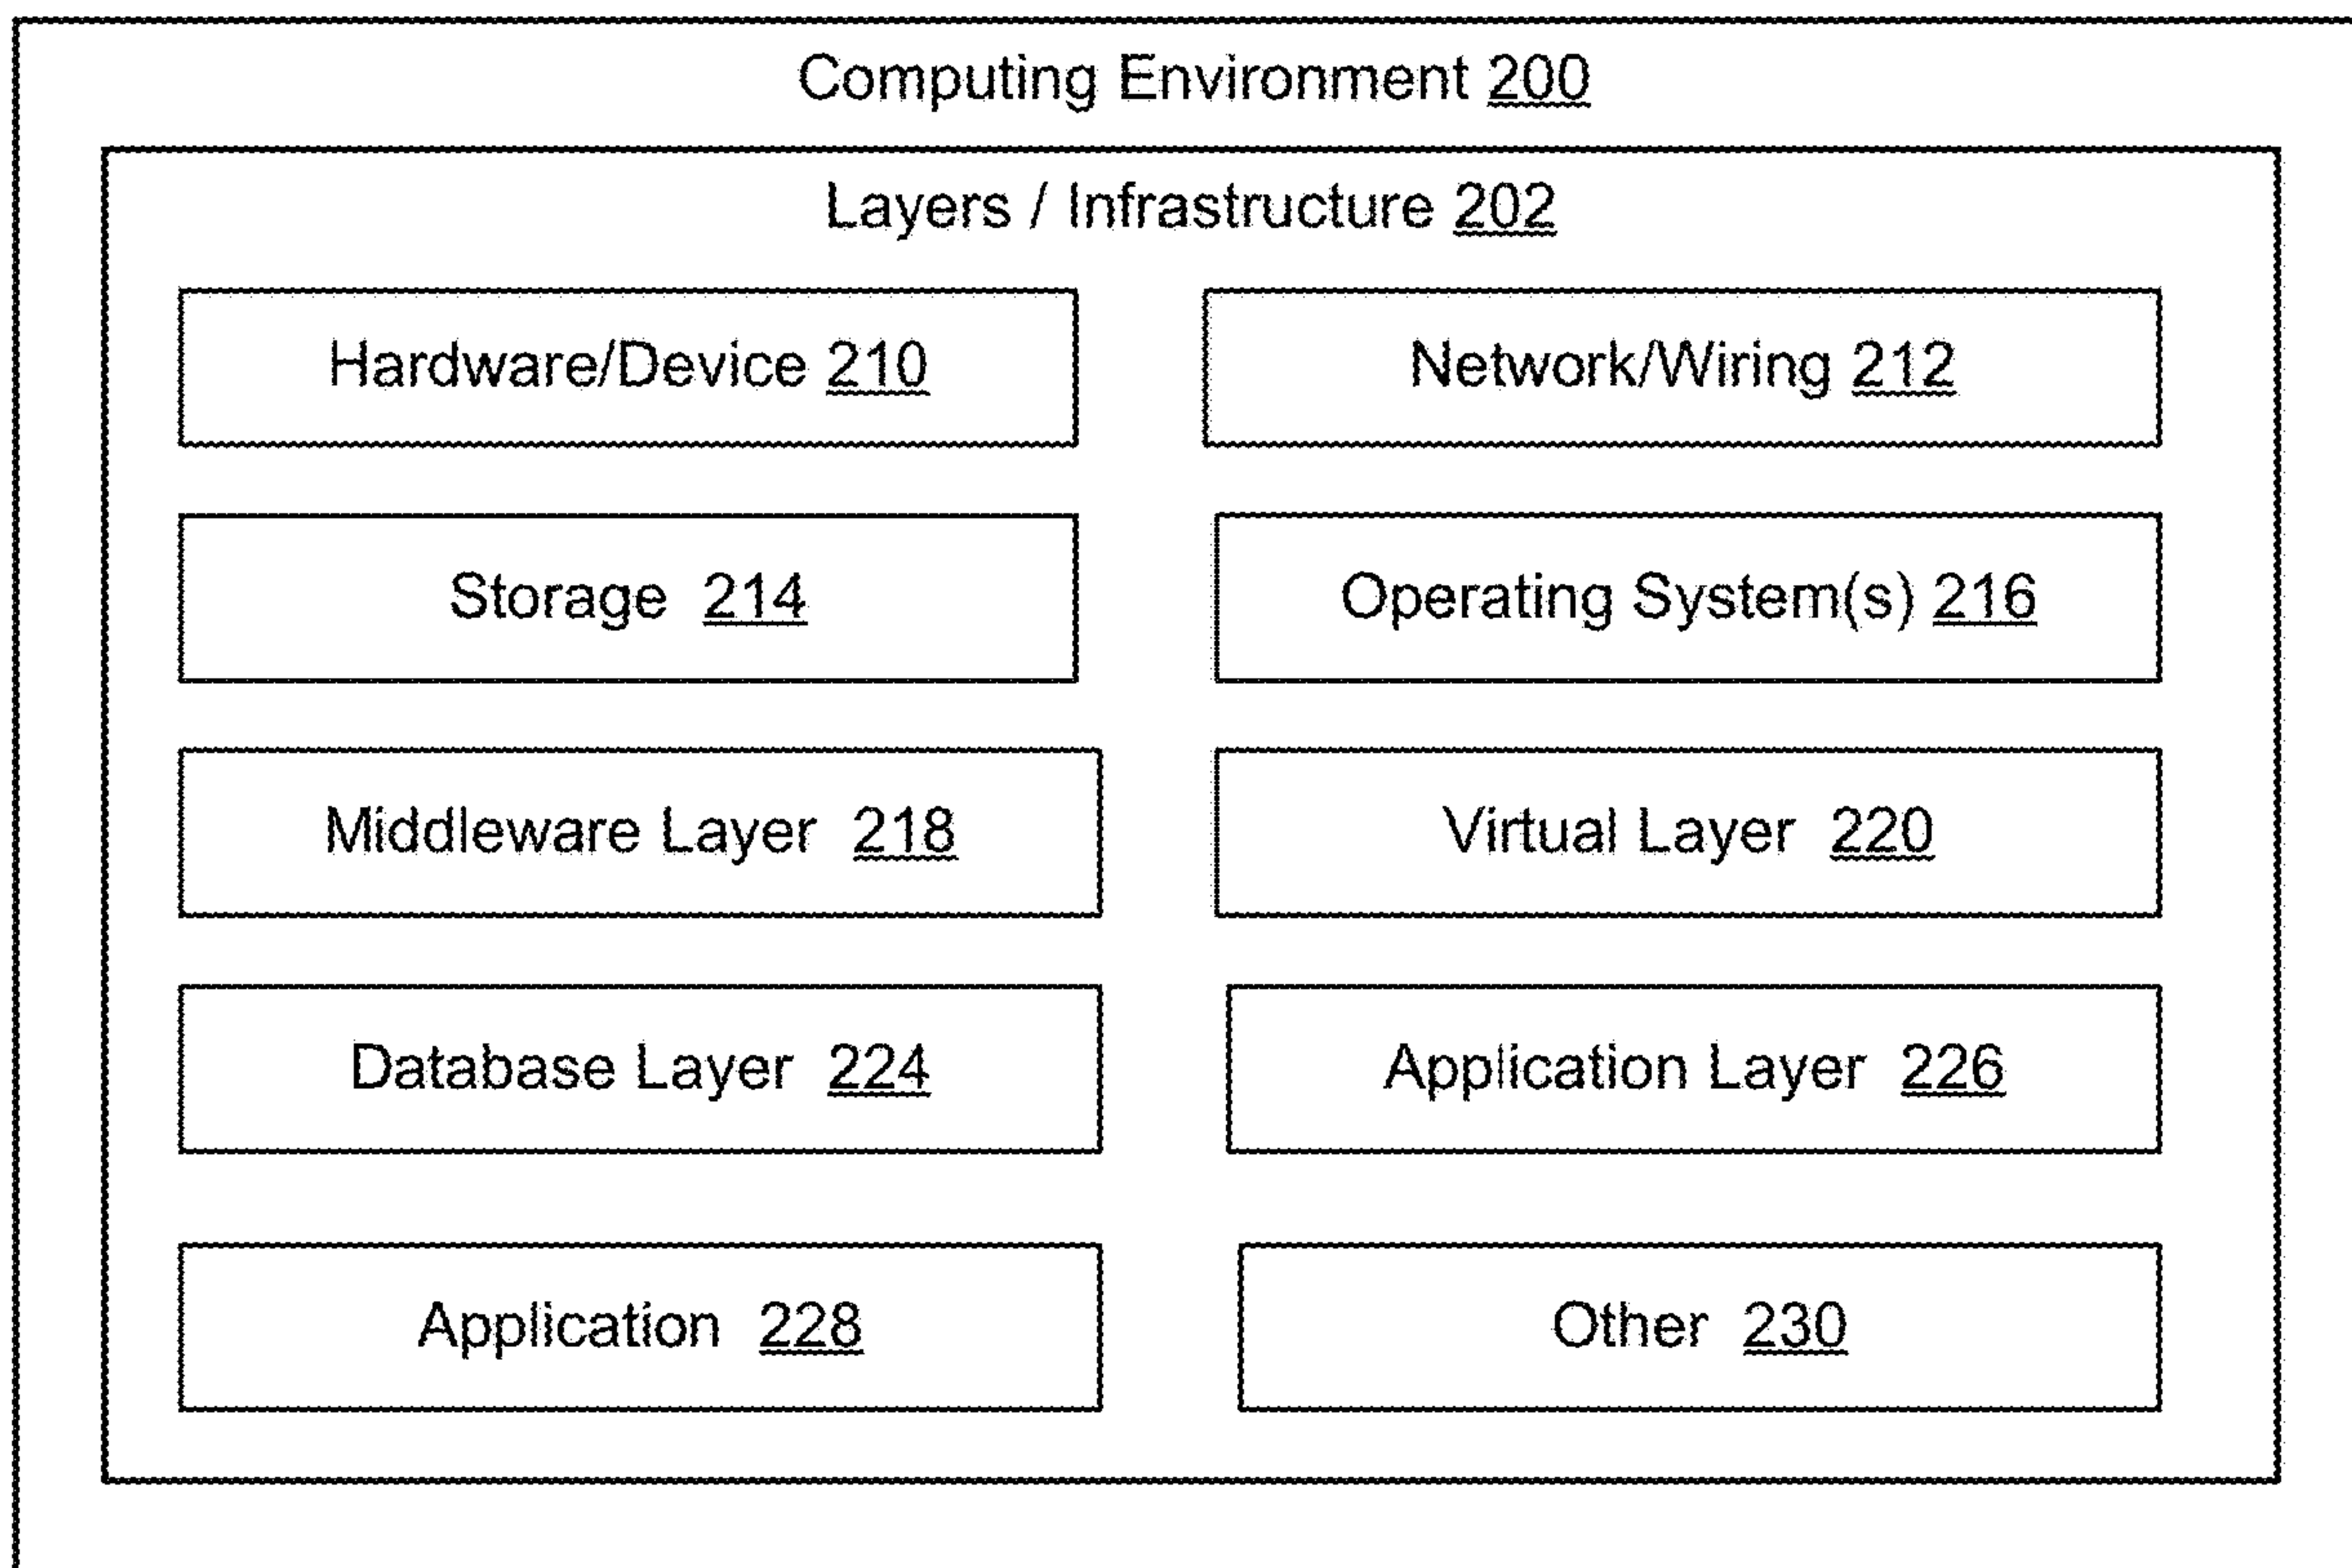 Computing Environment 200
Layers / Infrastructure 202
Hardware/Device 210
Network/Wiring 212
Storage 214
Operating System(s) 216
Middleware Layer 218
Virtual Layer 220
Database Layer 224
Application Layer 226
Application 228
Other 230